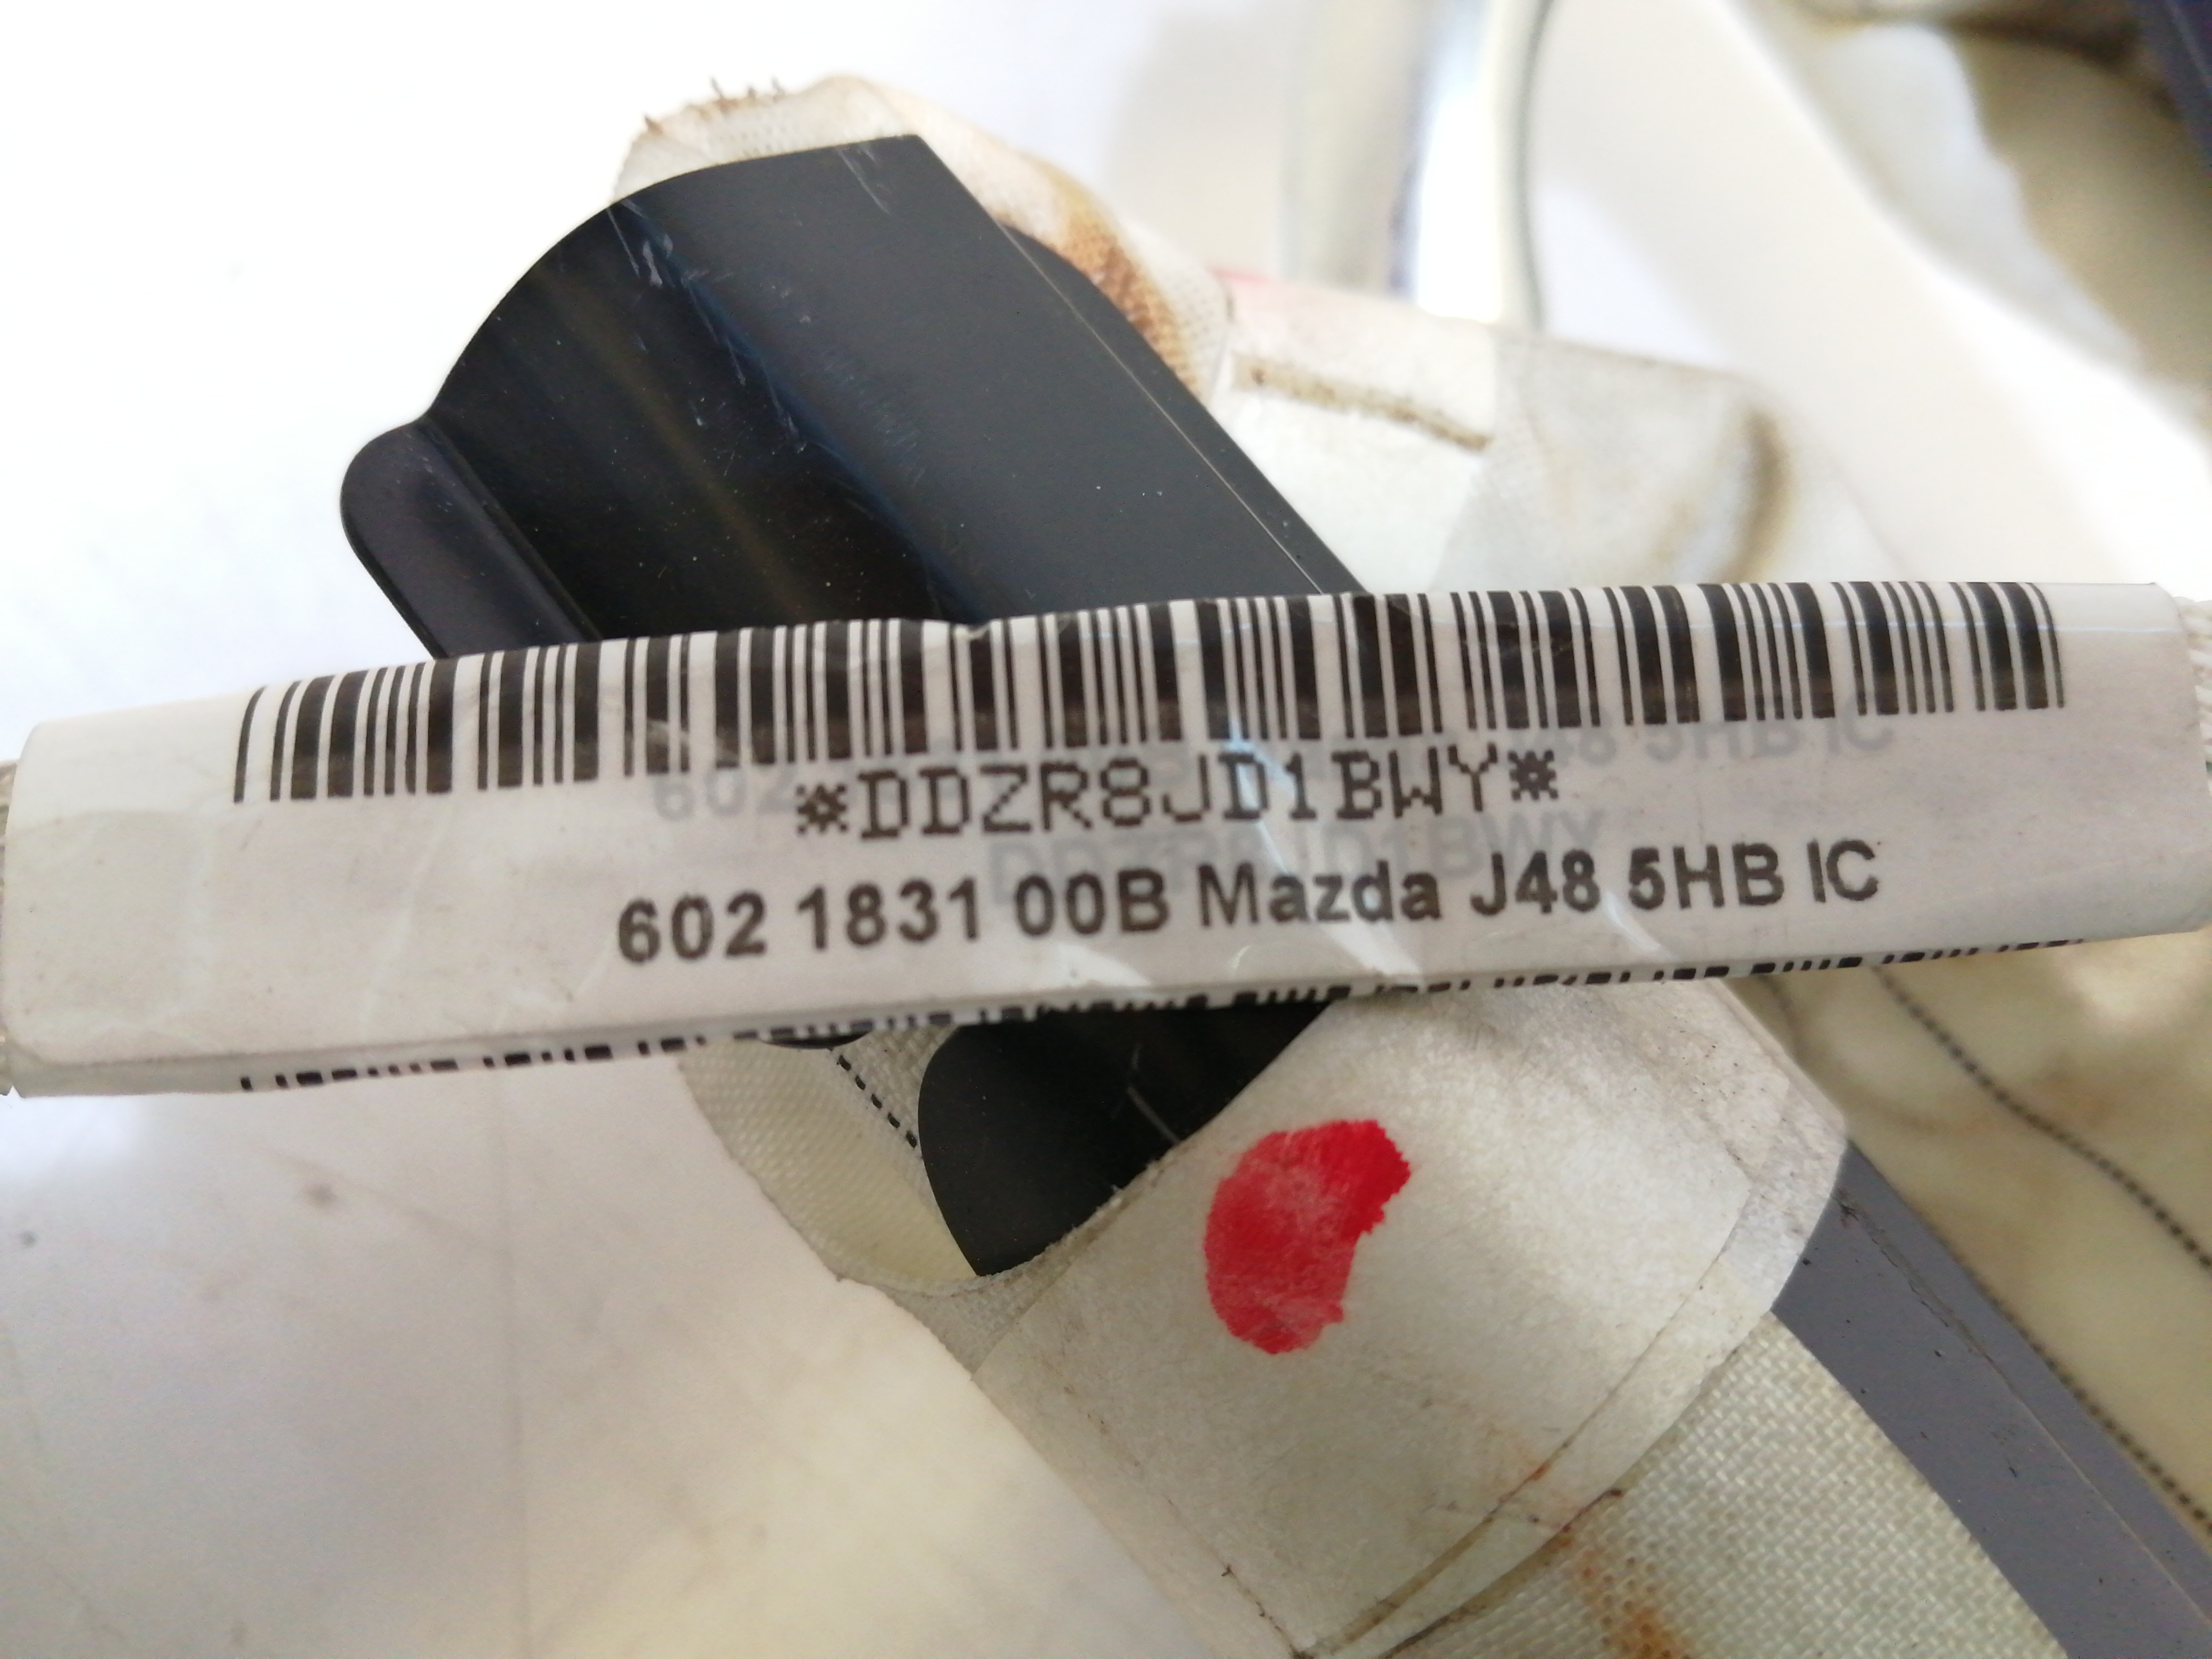 *DDZR8JD1BWY*
602 1831 00B Mazda J48 5HB IC